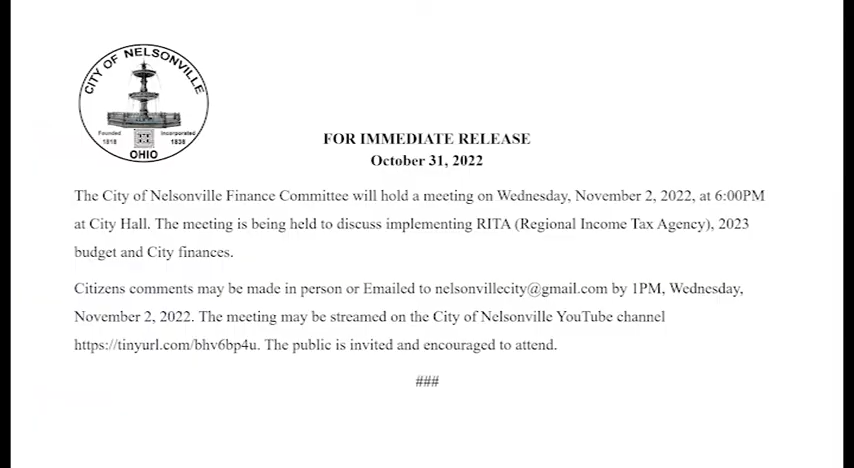 CITY OF NELSONVILLE
Founded Incorporated
1818 1838
OHIO
FOR IMMEDIATE RELEASE
October 31, 2022
The City of Nelsonville Finance Committee will hold a meeting on Wednesday, November 2, 2022, at 6:00PM
at City Hall. The meeting is being held to discuss implementing RITA (Regional Income Tax Agency), 2023
budget and City finances.
Citizens comments may be made in person or Emailed to nelsonvillecity@gmail.com by 1PM, Wednesday,
November 2, 2022. The meeting may be streamed on the City of Nelsonville YouTube channel
https://tinyurl.com/bhv6bp4u. The public is invited and encouraged to attend.
###